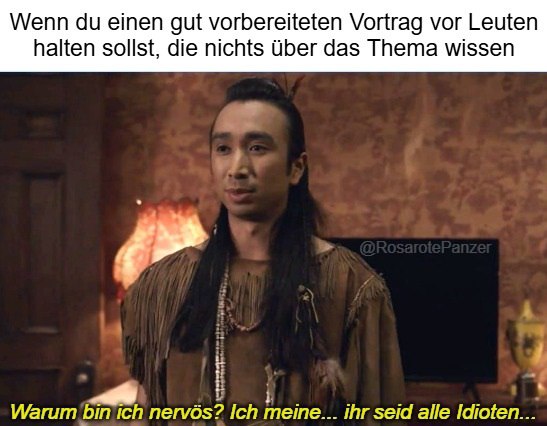 Wenn du einen gut vorbereiteten Vortrag vor Leuten
halten sollst, die nichts über das Thema wissen
@RosarotePanzer
Warum bin ich nervös? Ich meine... ihr seid alle Idioten...